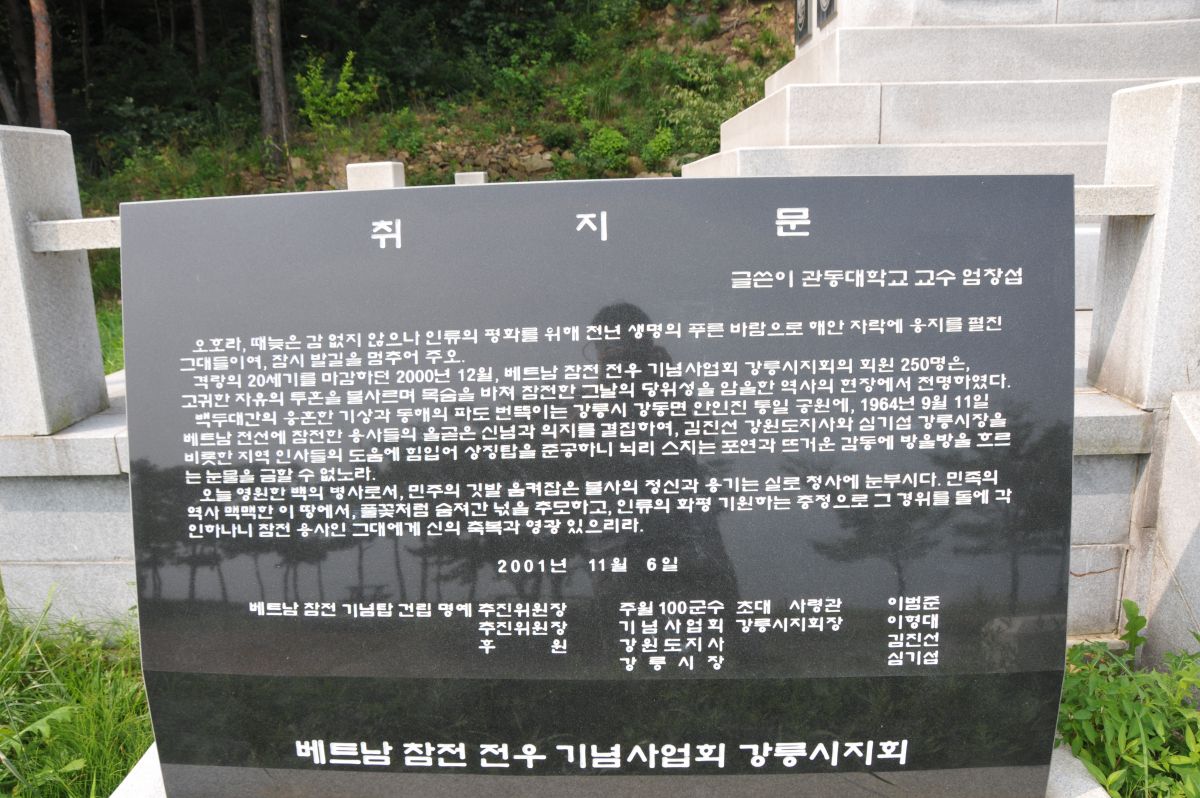 취 지 문
글쓴이 관동대학교 교수 엄창섭
오호라, 때늦은 감 없지 않으나 인류의 평화를 위해 천년 생명의 푸른 바람으로 해안 자락에 웅지를 펼진
그대들이여, 잠시 발길을 멈추어 주오.
격랑의 20세기를 마감하던 2000년 12월, 베트남 참전 전우 기념사업회 강릉시지회의 회원 250명은,
고귀한 자유의 투혼을 불사르며 목숨을 바쳐 참전한 그날의 당위성을 암울한 역사의 현장에서 천명하였다.
백두대간의 웅혼한 기상과 동해의 파도 번뜩이는 강릉시 강동면 안인진 통일 공원에, 1964년 9월 11일
베트남 전선에 참전한 용사들의 올곧은 신념과 의지를 결집하여, 김진선 강원도지사와 심기섭 강릉시장을
비롯한 지역 인사들의 도움에 힘입어 상징탑을 준공하니 뇌리 스치는 포연과 뜨거운 감동에 방울방울 흐르
는 눈물을 금할 수 없노라.
오늘 영원한 백의 병사로서, 민주의 깃발 움켜잡은 불사의 정신과 용기는 실로 청사에 눈부시다. 민족의
역사 맥맥한 이 땅에서, 풀꽃처럼 숨져간 넋을 추모하고, 인류의 화평 기원하는 충정으로 그 경위를 돌에 각
인하나니 참전 용사인 그대에게 신의 축복과 영광 있으리라.
2001년 11월 6일
베트남 참전 기념탑 건립 명예 추진위원장 주월 100군수 초대 사령관 이범준
추진위원장 기념사업회 강릉시지회장 이형대
후 원 강원도지사 김진선
강릉시장 심기섭
베트남 참전 전우 기념사업회 강릉시지회